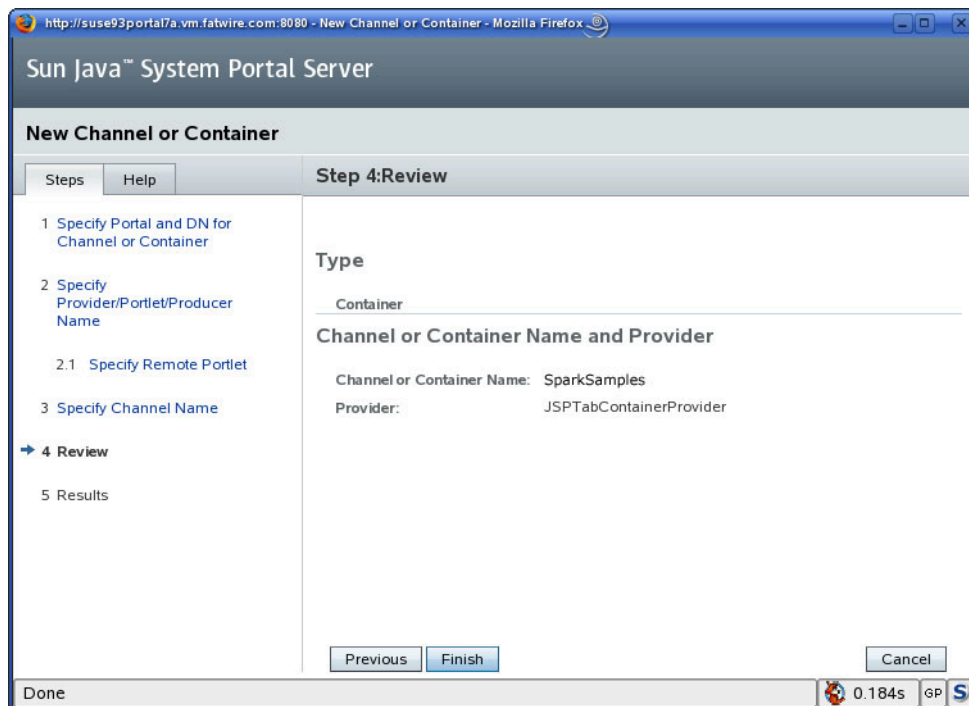 http://suse93portal7a.vm.fatwire.com:8080 - New Channel or Container - Mozilla Firefox
Sun Java™ System Portal Server
New Channel or Container
Steps
Help
1 Specify Portal and DN for
Channel or Container
2 Specify
Provider/Portlet/Producer
Name
2.1 Specify Remote Portlet
3 Specify Channel Name
4 Review
5 Results
Step 4:Review
Type
Container
Channel or Container Name and Provider
Channel or Container Name: SparkSamples
Provider: JSPTabContainerProvider
Previous
Finish
Cancel
Done
0.184s
GP
S